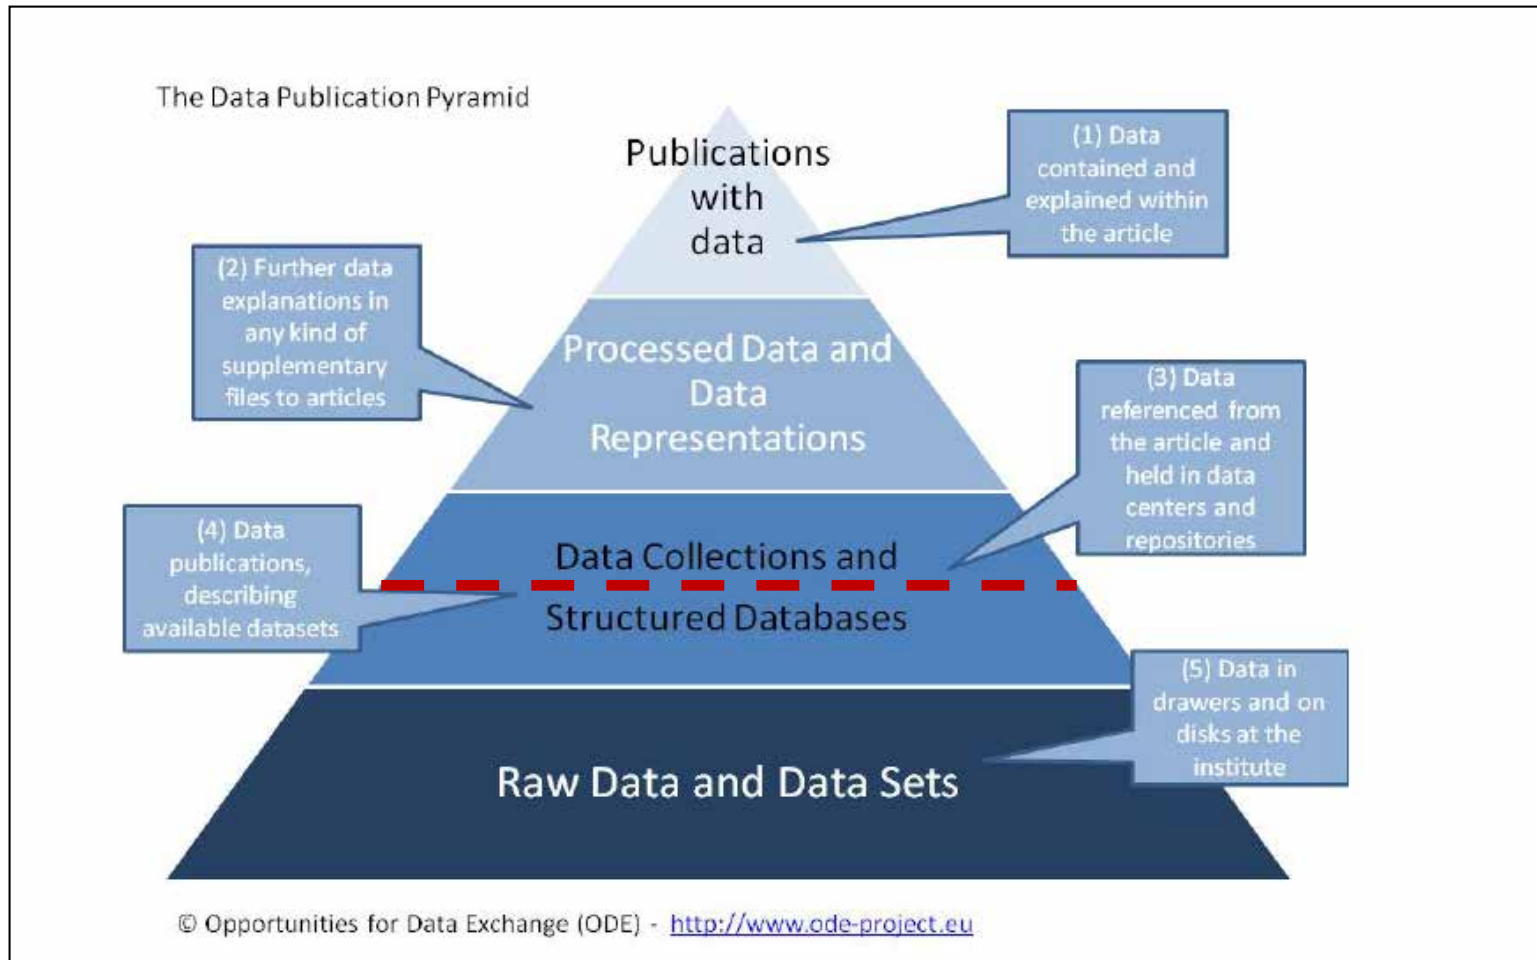 The Data Publication Pyramid
Publications
with
data
(1) Data
contained and
explained within
the article
(2) Further data
explanations in
any kind of
supplementary
files to articles
Processed Data and
Data
Representations
(3) Data
referenced from
the article and
held in data
centers and
repositories
(4) Data
publications,
describing
available datasets
Data Collections and
Structured Databases
(5) Data in
drawers and on
disks at the
institute
Raw Data and Data Sets
© Opportunities for Data Exchange (ODE) - http://www.ode-project.eu